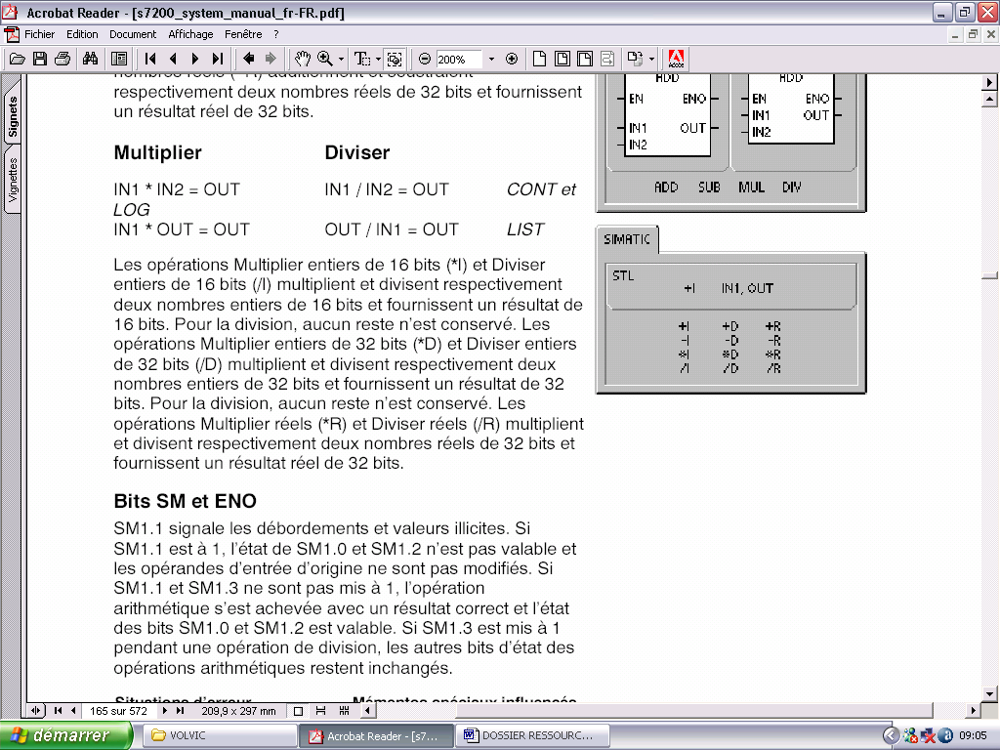 Acrobat Reader - [s7200_system_manual_fr-FR.pdf]
Fichier Edition Document Affichage Fenêtre ?
200%
Adobe
Signets
Vignettes
respectivement deux nombres réels de 32 bits et fournissent
un résultat réel de 32 bits.
Multiplier Diviser
IN1 * IN2 = OUT IN1 / IN2 = OUT CONT et
LOG
IN1 * OUT = OUT OUT / IN1 = OUT LIST
Les opérations Multiplier entiers de 16 bits (*I) et Diviser
entiers de 16 bits (/I) multiplient et divisent respectivement
deux nombres entiers de 16 bits et fournissent un résultat de
16 bits. Pour la division, aucun reste n'est conservé. Les
opérations Multiplier entiers de 32 bits (*D) et Diviser entiers
de 32 bits (/D) multiplient et divisent respectivement deux
nombres entiers de 32 bits et fournissent un résultat de 32
bits. Pour la division, aucun reste n'est conservé. Les
opérations Multiplier réels (*R) et Diviser réels (/R) multiplient
et divisent respectivement deux nombres réels de 32 bits et
fournissent un résultat réel de 32 bits.
Bits SM et ENO
SM1.1 signale les débordements et valeurs illicites. Si
SM1.1 est à 1, l'état de SM1.0 et SM1.2 n'est pas valable et
les opérandes d'entrée d'origine ne sont pas modifiés. Si
SM1.1 et SM1.3 ne sont pas mis à 1, l'opération
arithmétique s'est achevée avec un résultat correct et l'état
des bits SM1.0 et SM1.2 est valable. Si SM1.3 est mis à 1
pendant une opération de division, les autres bits d'état des
opérations arithmétiques restent inchangés.
Situations d'erreur Mémentos spéciaux influencés
ADD ADD
EN ENO EN ENO
IN1 OUT IN1 OUT
IN2 IN2
ADD SUB MUL DIV
SIMATIC
STL
+I IN1, OUT
+I +D +R
-I -D -R
*I *D *R
/I /D /R
165 sur 572 209,9 x 297 mm
démarrer VOLVIC Acrobat Reader - [s7... DOSSIER RESSOURC... 09:05